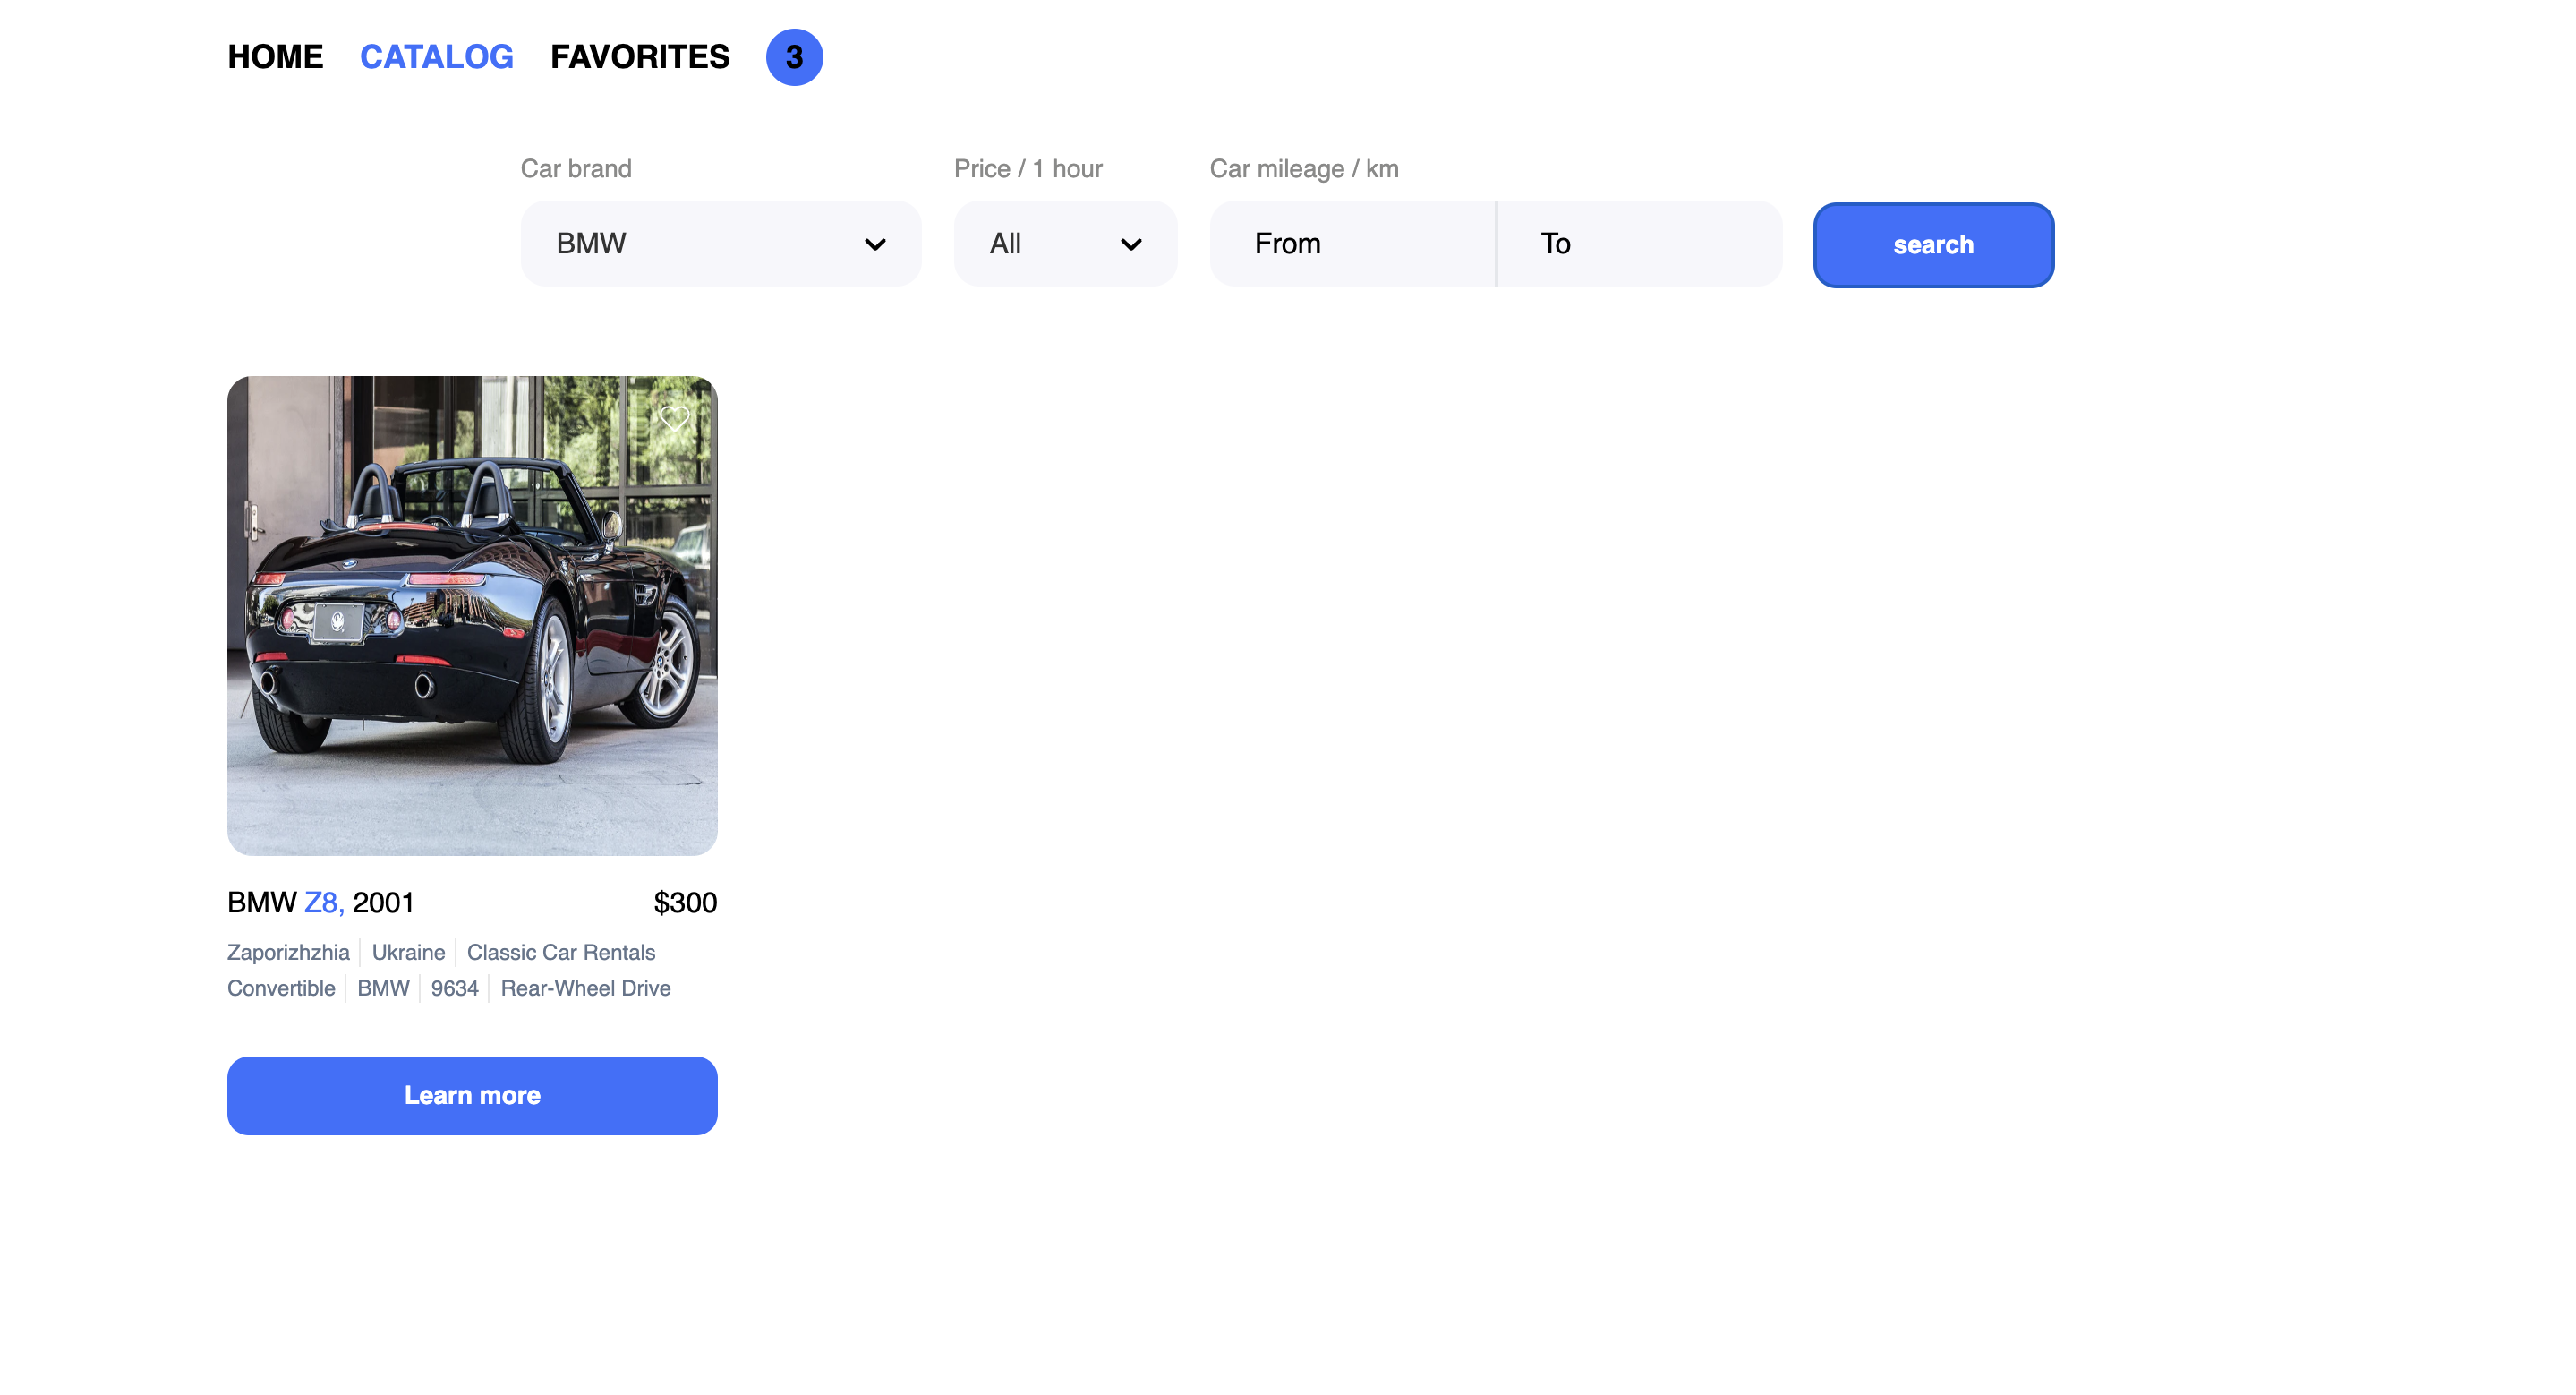 HOME CATALOG FAVORITES 3
Car brand Price / 1 hour Car mileage / km
BMW All From To search
BMW Z8, 2001 $300
Zaporizhzhia Ukraine Classic Car Rentals
Convertible BMW 9634 Rear-Wheel Drive
Learn more